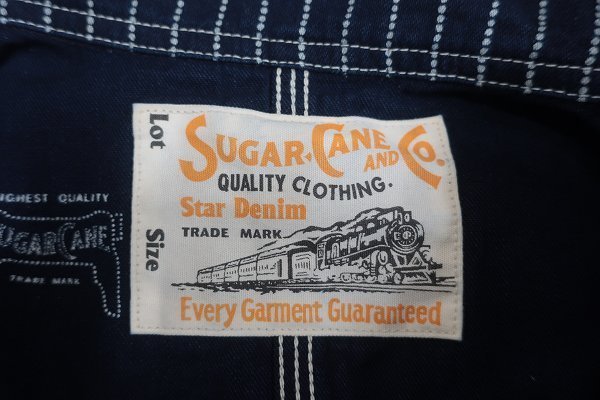 Lot
Size
SUGAR CANE AND CO.
QUALITY CLOTHING.
Star Denim
TRADE MARK
Every Garment Guaranteed
HIGHEST QUALITY
SUGAR CANE
TRADE MARK